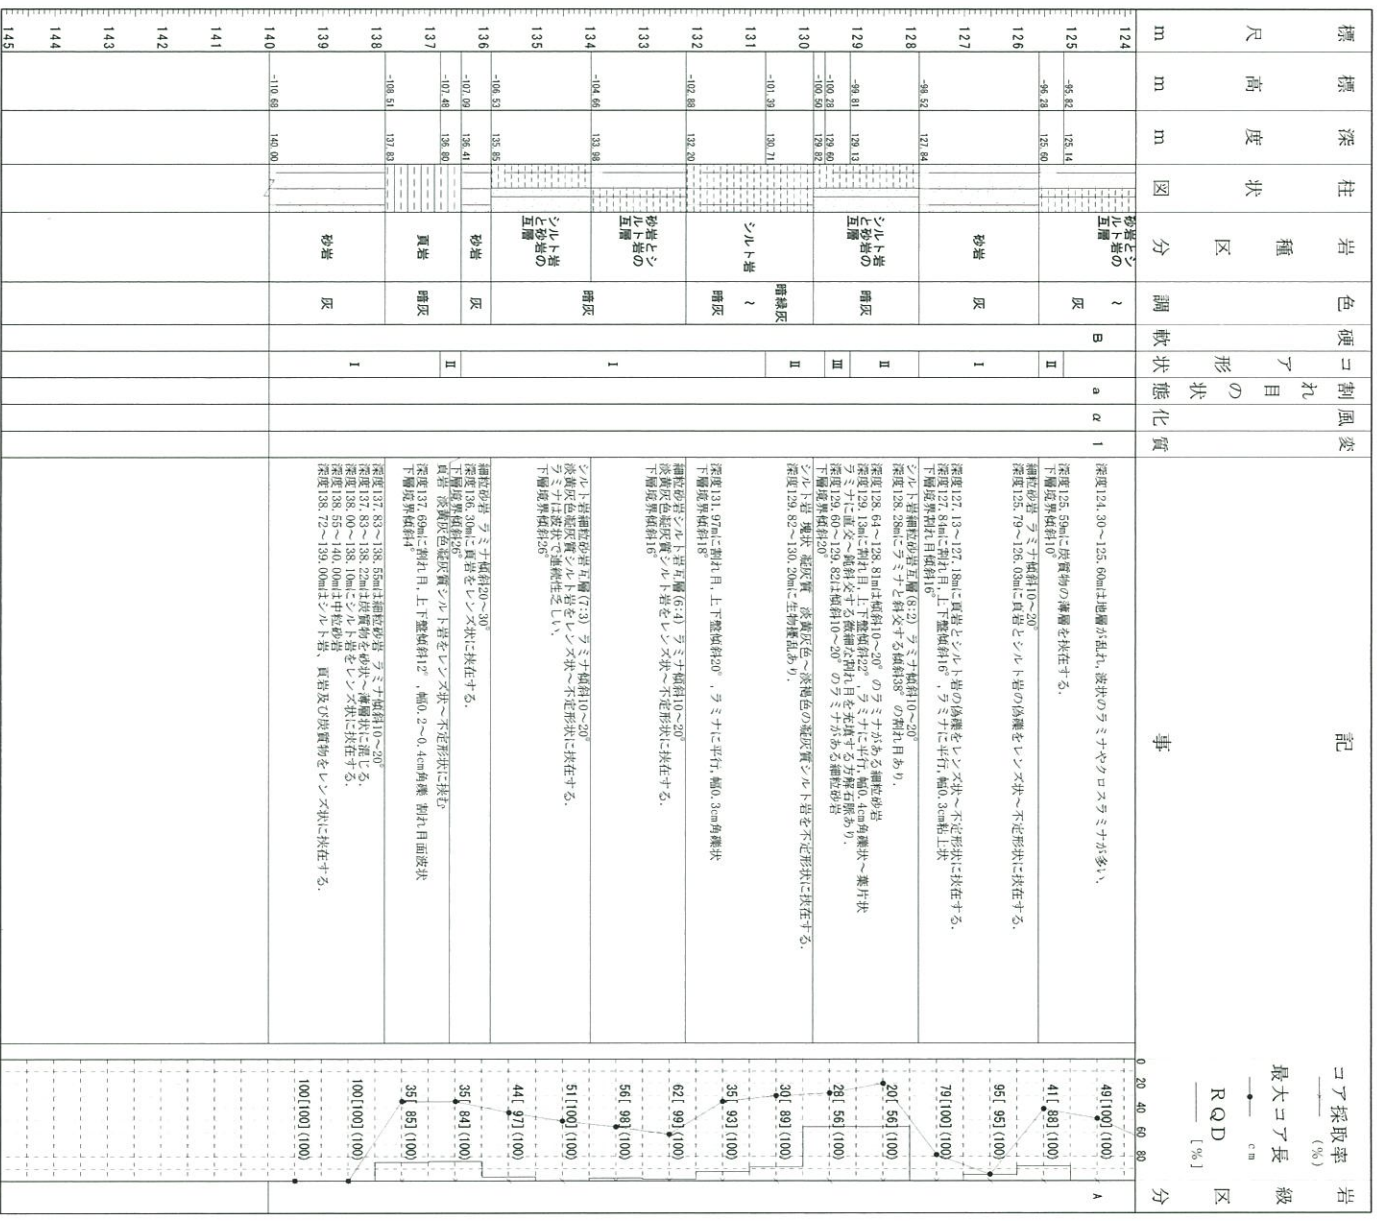 標尺 m
標高 m
深度 m
柱状図
岩種区分
色調
硬軟
コア形状
割れ目の状態
風化
変質
記事
コア採取率 (%)
最大コア長 cm
RQD [%]
岩級区分
0 20 40 60 80
124
125
126
127
128
129
130
131
132
133
134
135
136
137
138
139
140
141
142
143
144
145
-95.82
-96.28
-98.52
-99.81
-100.28
-100.50
-101.39
-102.88
-104.66
-106.53
-107.09
-107.48
-108.51
-110.68
125.14
125.60
127.84
129.13
129.60
129.82
130.71
132.20
133.98
135.85
136.41
136.80
137.83
140.00
砂岩とシルト岩の互層
砂岩
シルト岩と砂岩の互層
シルト岩
砂岩とシルト岩の互層
シルト岩と砂岩の互層
砂岩
頁岩
砂岩
~
灰
灰
暗灰
暗緑灰
~
暗灰
暗灰
灰
暗灰
灰
B
II
I
II
III
II
I
II
I
a
α
1
深度124.30~125.60mは地層が乱れ,波状のラミナやクロスラミナが多い.
深度125.59mに炭質物の薄層を挟在する.
下層境界傾斜10°
細粒砂岩 ラミナ傾斜10~20°
深度125.79~126.03mに頁岩とシルト岩の偽礫をレンズ状~不定形状に挟在する.
深度127.13~127.18mに頁岩とシルト岩の偽礫をレンズ状~不定形状に挟在する.
深度127.84mに割れ目,上下盤傾斜16°,ラミナに平行,幅0.3cm粘土状
下層境界割れ目傾斜16°
シルト岩細粒砂岩互層(8:2) ラミナ傾斜10~20°
深度128.28mにラミナと斜交する傾斜38°の割れ目あり.
深度128.64~128.81mは傾斜10~20°のラミナがある細粒砂岩
深度129.13mに割れ目,上下盤傾斜22°,ラミナに平行,幅0.4cm角礫状~葉片状
ラミナに直交~鈍斜交する微細な割れ目を充填する方解石脈あり.
深度129.60~129.82は傾斜10~20°のラミナがある細粒砂岩
下層境界傾斜20°
シルト岩 塊状 凝灰質 淡黄灰色~淡褐色の凝灰質シルト岩を不定形状に挟在する.
深度129.82~130.20mに生物擾乱あり.
深度131.97mに割れ目,上下盤傾斜20°,ラミナに平行,幅0.3cm角礫状
下層境界傾斜18°
細粒砂岩シルト岩互層(6:4) ラミナ傾斜10~20°
淡黄灰色凝灰質シルト岩をレンズ状~不定形状に挟在する.
下層境界傾斜16°
シルト岩細粒砂岩互層(7:3) ラミナ傾斜10~20°
淡黄灰色凝灰質シルト岩をレンズ状~不定形状に挟在する.
ラミナは波状で連続性乏しい.
下層境界傾斜26°
細粒砂岩 ラミナ傾斜20~30°
深度136.30mに頁岩をレンズ状に挟在する.
下層境界傾斜26°
頁岩 淡黄灰色凝灰質シルト岩をレンズ状~不定形状に挟む
深度137.69mに割れ目,上下盤傾斜12°,幅0.2~0.4cm角礫 割れ目面波状
下層境界傾斜4°
深度137.83~138.55mは細粒砂岩 ラミナ傾斜10~20°
深度137.83~138.22mは炭質物を砂状~薄層状に混じる.
深度138.00~138.10mにシルト岩をレンズ状に挟在する.
深度138.55~140.00mは中粒砂岩
深度138.72~139.00mはシルト岩、頁岩及び炭質物をレンズ状に挟在する.
49[100](100)
41[ 88](100)
95[ 95](100)
79[100](100)
20[ 56](100)
28[ 56](100)
30[ 89](100)
35[ 93](100)
62[ 99](100)
56[ 98](100)
51[100](100)
44[ 97](100)
35[ 84](100)
35[ 85](100)
100[100](100)
100[100](100)
A